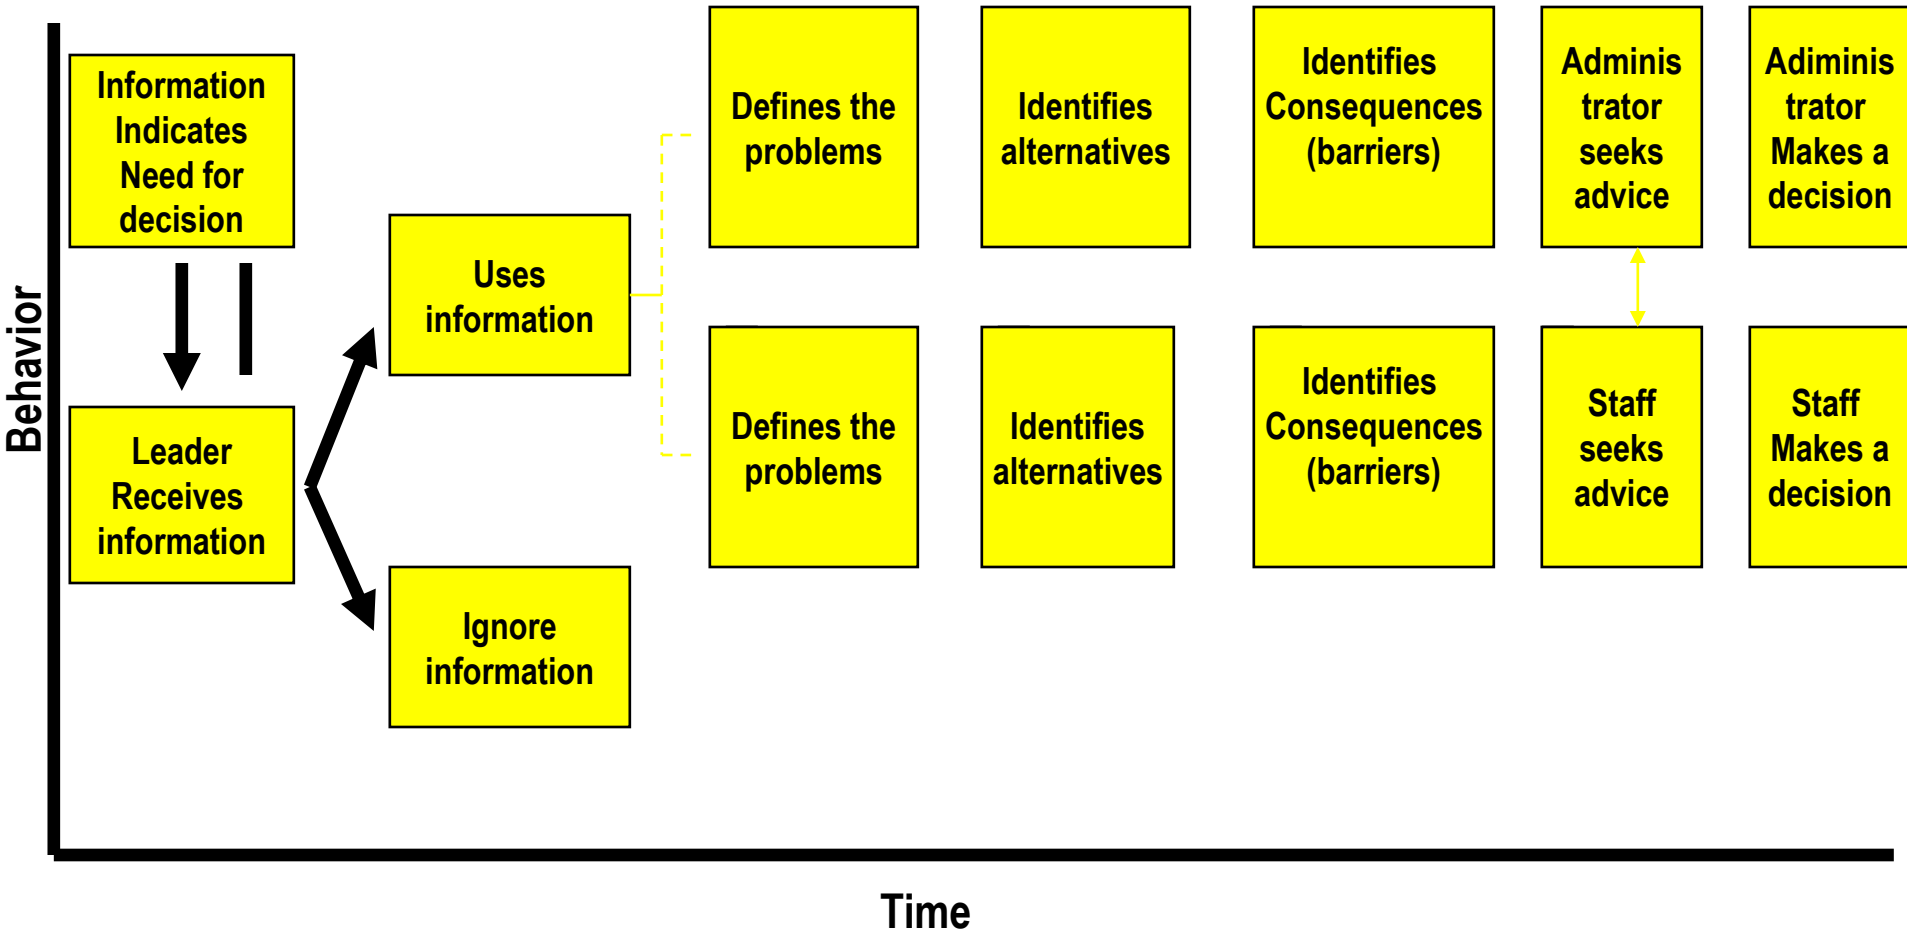 Information
Indicates
Need for
decision
Leader
Receives
information
Uses
information
Ignore
information
Defines the
problems
Identifies
alternatives
Identifies
Consequences
(barriers)
Adminis
trator
seeks
advice
Adiminis
trator
Makes a
decision
Defines the
problems
Identifies
alternatives
Identifies
Consequences
(barriers)
Staff
seeks
advice
Staff
Makes a
decision
Behavior
Time